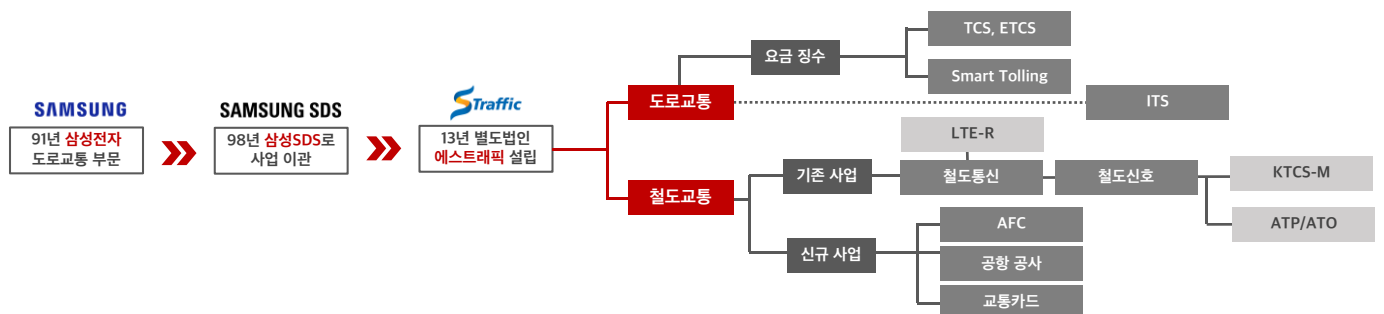 SAMSUNG
91년 삼성전자
도로교통 부문
SAMSUNG SDS
98년 삼성SDS로
사업 이관
STraffic
13년 별도법인
에스트래픽 설립
도로교통
요금 징수
TCS, ETCS
Smart Tolling
ITS
철도교통
기존 사업
LTE-R
철도통신
철도신호
KTCS-M
ATP/ATO
신규 사업
AFC
공항 공사
교통카드